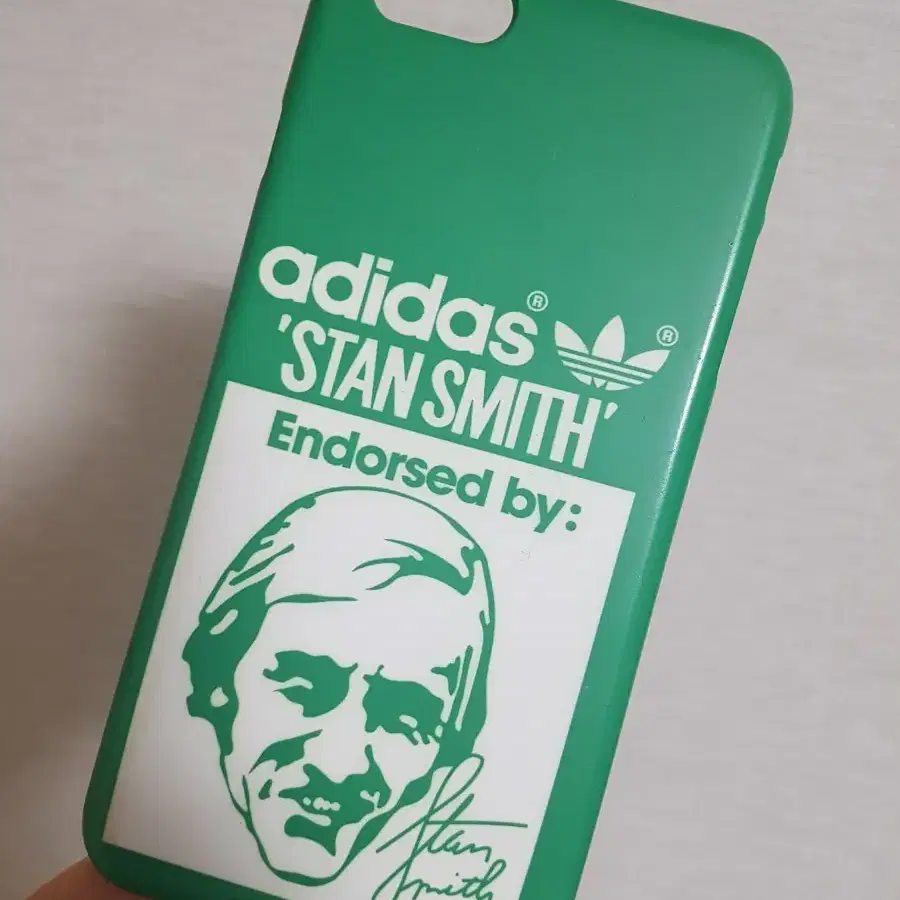 adidas®
®
'STAN SMITH'
Endorsed by:
Stan
Smith